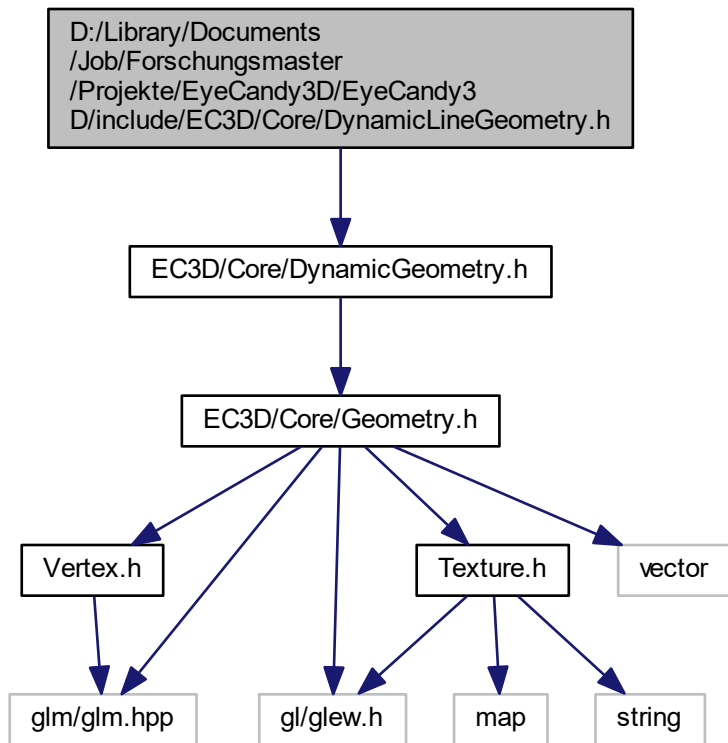 D:/Library/Documents
/Job/Forschungsmaster
/Projekte/EyeCandy3D/EyeCandy3
D/include/EC3D/Core/DynamicLineGeometry.h
EC3D/Core/DynamicGeometry.h
EC3D/Core/Geometry.h
Vertex.h
Texture.h
vector
glm/glm.hpp
gl/glew.h
map
string